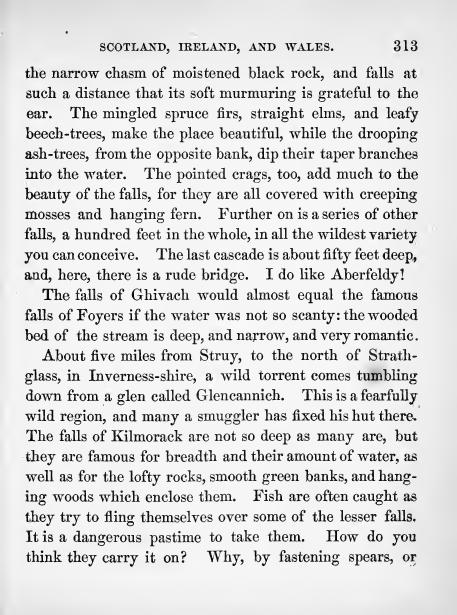 SCOTLAND, IRELAND, AND WALES. 313
the narrow chasm of moistened black rock, and falls at
such a distance that its soft murmuring is grateful to the
ear. The mingled spruce firs, straight elms, and leafy
beech-trees, make the place beautiful, while the drooping
ash-trees, from the opposite bank, dip their taper branches
into the water. The pointed crags, too, add much to the
beauty of the falls, for they are all covered with creeping
mosses and hanging fern. Further on is a series of other
falls, a hundred feet in the whole, in all the wildest variety
you can conceive. The last cascade is about fifty feet deep,
and, here, there is a rude bridge. I do like Aberfeldy!
The falls of Ghivach would almost equal the famous
falls of Foyers if the water was not so scanty: the wooded
bed of the stream is deep, and narrow, and very romantic.
About five miles from Struy, to the north of Strath-
glass, in Inverness-shire, a wild torrent comes tumbling
down from a glen called Glencannich. This is a fearfully
wild region, and many a smuggler has fixed his hut there.
The falls of Kilmorack are not so deep as many are, but
they are famous for breadth and their amount of water, as
well as for the lofty rocks, smooth green banks, and hang-
ing woods which enclose them. Fish are often caught as
they try to fling themselves over some of the lesser falls.
It is a dangerous pastime to take them. How do you
think they carry it on? Why, by fastening spears, or